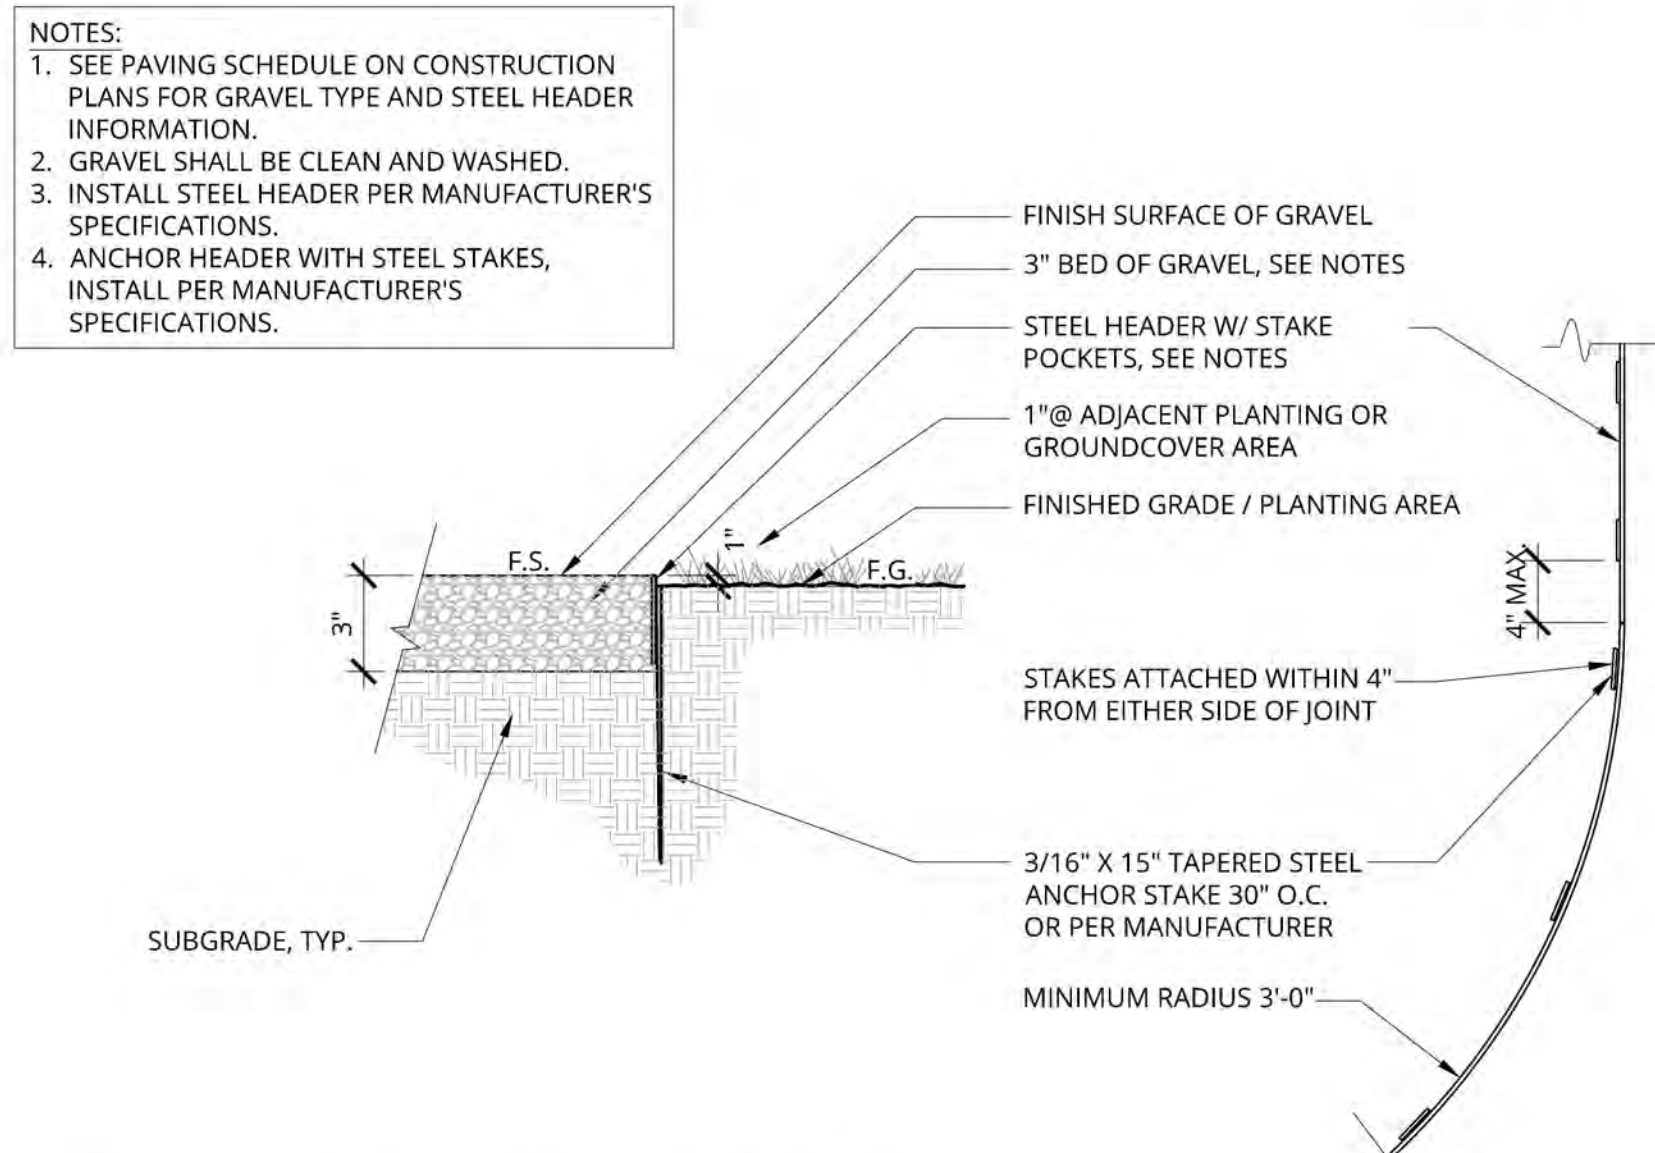 NOTES:
1. SEE PAVING SCHEDULE ON CONSTRUCTION
PLANS FOR GRAVEL TYPE AND STEEL HEADER
INFORMATION.
2. GRAVEL SHALL BE CLEAN AND WASHED.
3. INSTALL STEEL HEADER PER MANUFACTURER'S
SPECIFICATIONS.
4. ANCHOR HEADER WITH STEEL STAKES,
INSTALL PER MANUFACTURER'S
SPECIFICATIONS.
FINISH SURFACE OF GRAVEL
3" BED OF GRAVEL, SEE NOTES
STEEL HEADER W/ STAKE
POCKETS, SEE NOTES
1"@ ADJACENT PLANTING OR
GROUNDCOVER AREA
FINISHED GRADE / PLANTING AREA
1"
F.S.
F.G.
3"
4" MAX.
STAKES ATTACHED WITHIN 4"
FROM EITHER SIDE OF JOINT
3/16" X 15" TAPERED STEEL
ANCHOR STAKE 30" O.C.
OR PER MANUFACTURER
SUBGRADE, TYP.
MINIMUM RADIUS 3'-0"